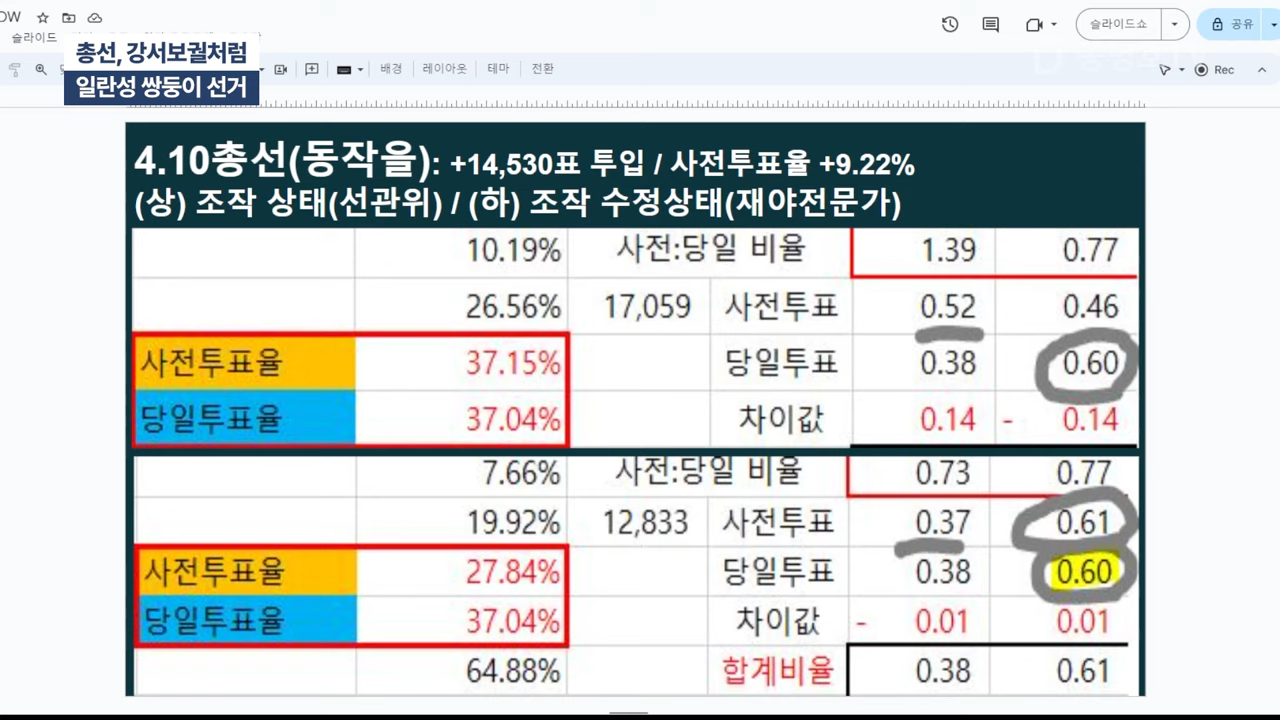 OW
슬라이드
총선, 강서보궐처럼
일란성 쌍둥이 선거
슬라이드쇼
공유
배경 레이아웃 테마 전환
Rec
4.10총선(동작을): +14,530표 투입 / 사전투표율 +9.22%
(상) 조작 상태(선관위) / (하) 조작 수정상태(재야전문가)
10.19% 사전:당일 비율 1.39 0.77
26.56% 17,059 사전투표 0.52 0.46
사전투표율 37.15% 당일투표 0.38 0.60
당일투표율 37.04% 차이값 0.14 - 0.14
7.66% 사전:당일 비율 0.73 0.77
19.92% 12,833 사전투표 0.37 0.61
사전투표율 27.84% 당일투표 0.38 0.60
당일투표율 37.04% 차이값 - 0.01 0.01
64.88% 합계비율 0.38 0.61